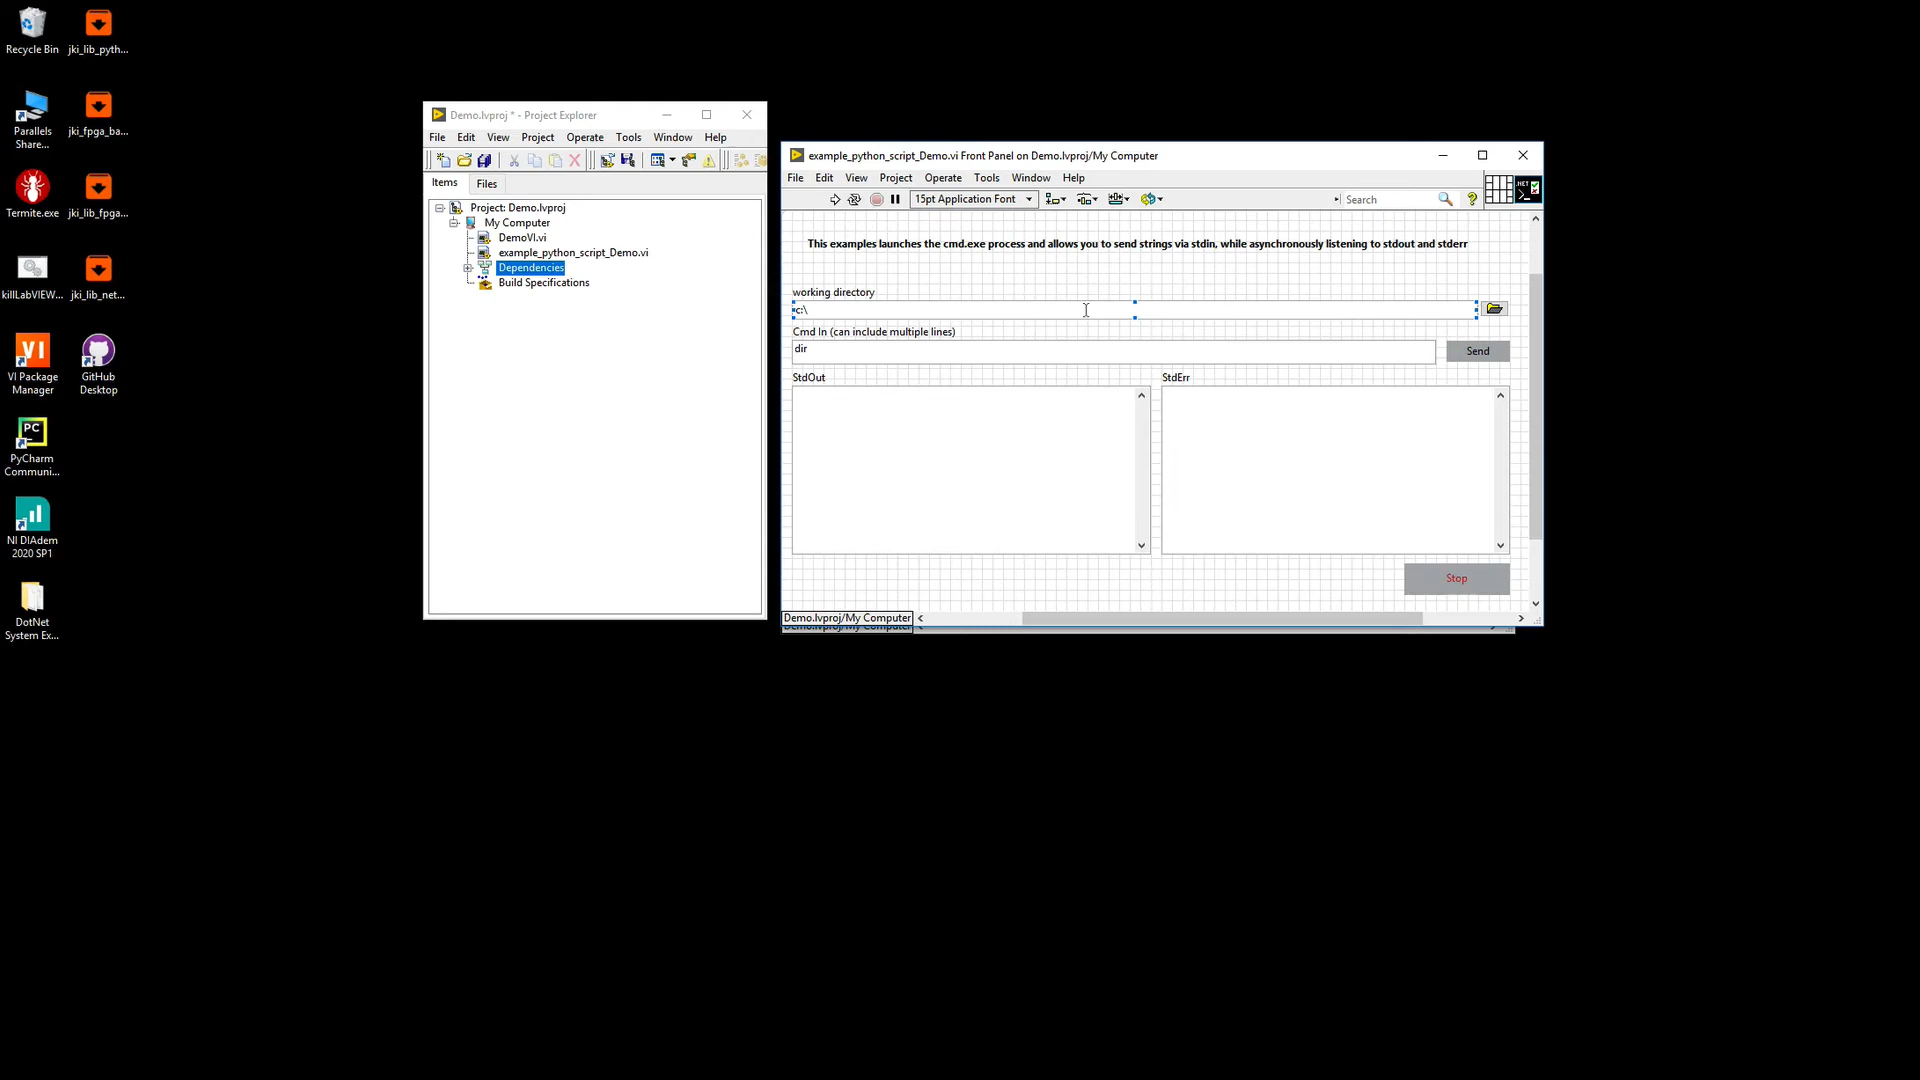 Recycle Bin
jki_lib_pyth...
Parallels
Share...
jki_fpga_ba...
Termite.exe
jki_lib_fpga...
killLabVIEW...
jki_lib_net...
VI Package
Manager
GitHub
Desktop
PyCharm
Communi...
NI DIAdem
2020 SP1
DotNet
System Ex...
Demo.lvproj * - Project Explorer
File Edit View Project Operate Tools Window Help
Items Files
Project: Demo.lvproj
My Computer
DemoVI.vi
example_python_script_Demo.vi
Dependencies
Build Specifications
example_python_script_Demo.vi Front Panel on Demo.lvproj/My Computer
File Edit View Project Operate Tools Window Help
15pt Application Font
Search
.NET
This examples launches the cmd.exe process and allows you to send strings via stdin, while asynchronously listening to stdout and stderr
working directory
c:\
Cmd In (can include multiple lines)
dir
Send
StdOut
StdErr
Stop
Demo.lvproj/My Computer
Demo.lvproj/My Computer